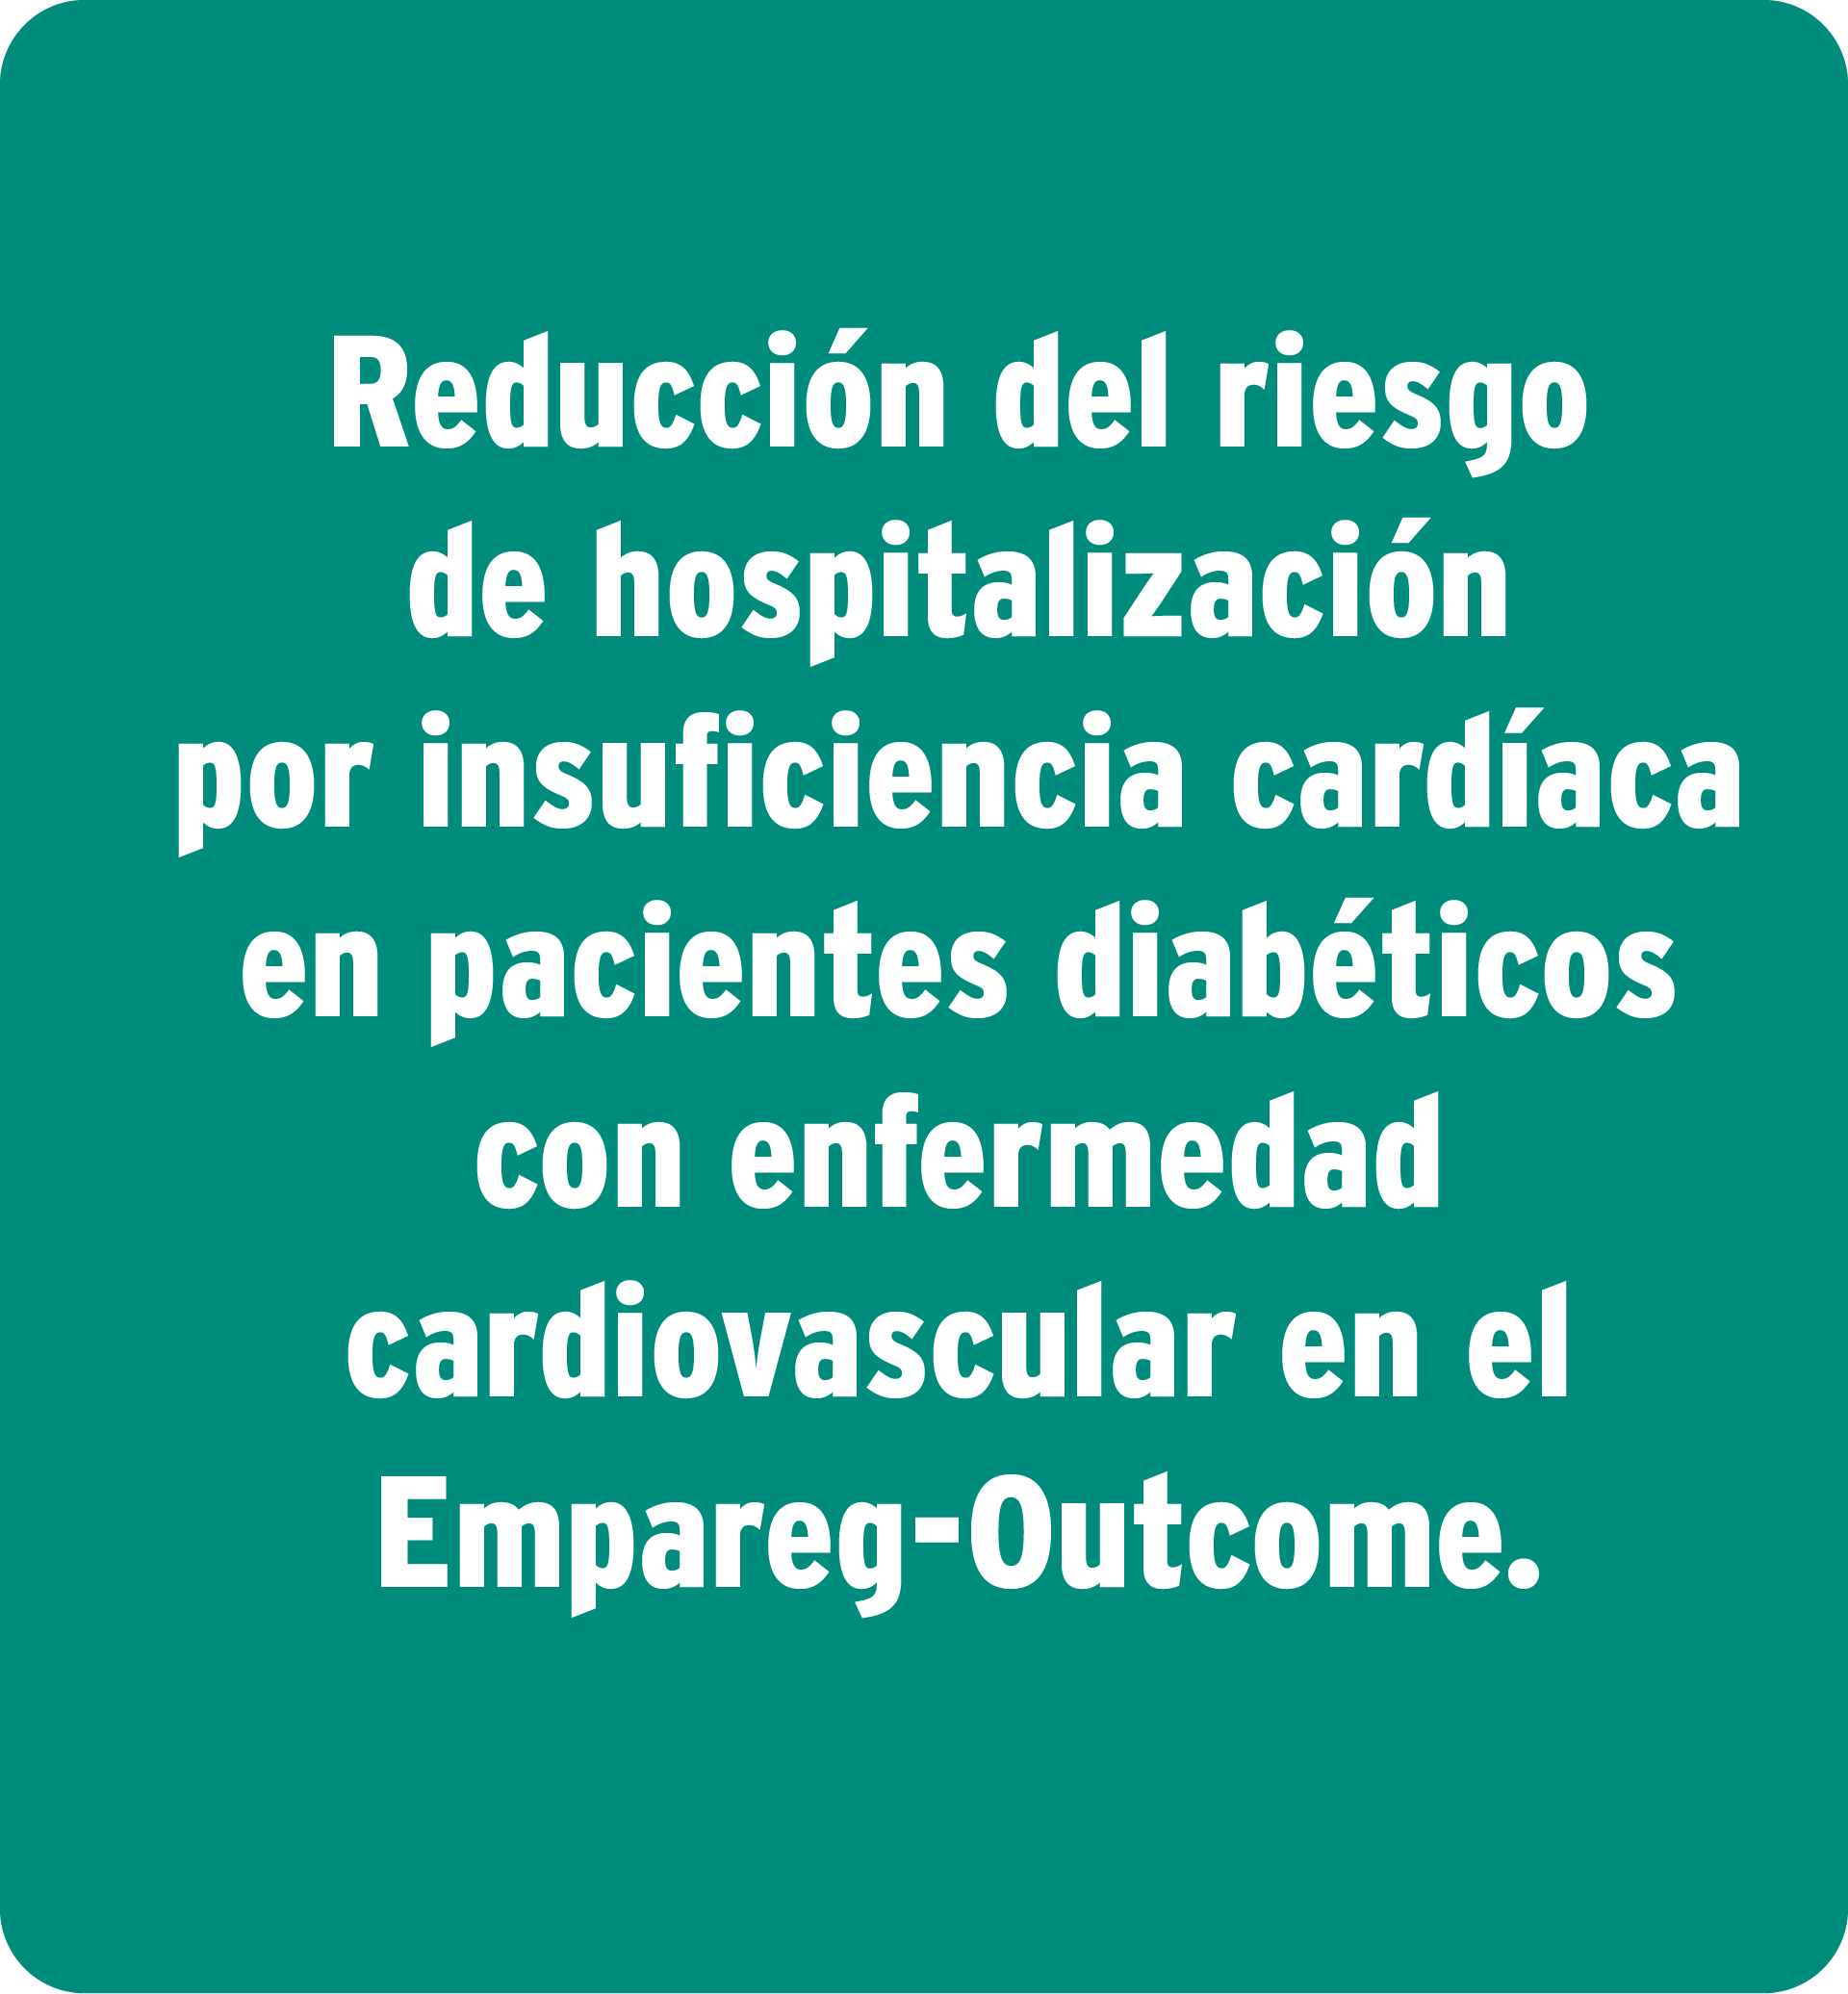 Reducción del riesgo
de hospitalización
por insuficiencia cardíaca
en pacientes diabéticos
con enfermedad
cardiovascular en el
Empareg-Outcome.